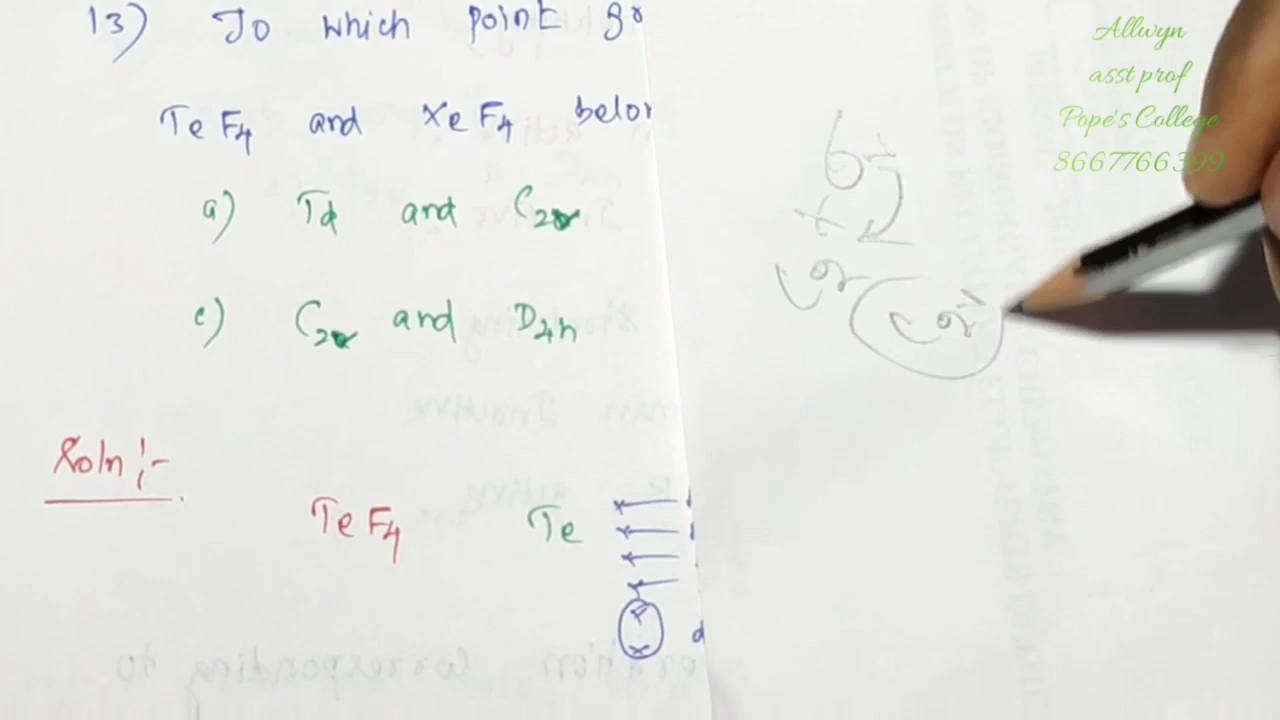 Allwyn
asst prof
Pope's College
8667766399
13) To which point gr
TeF4 and XeF4 belon
a) Td and C2v
c) C2v and D4h
Soln :-
TeF4 Te
C2v